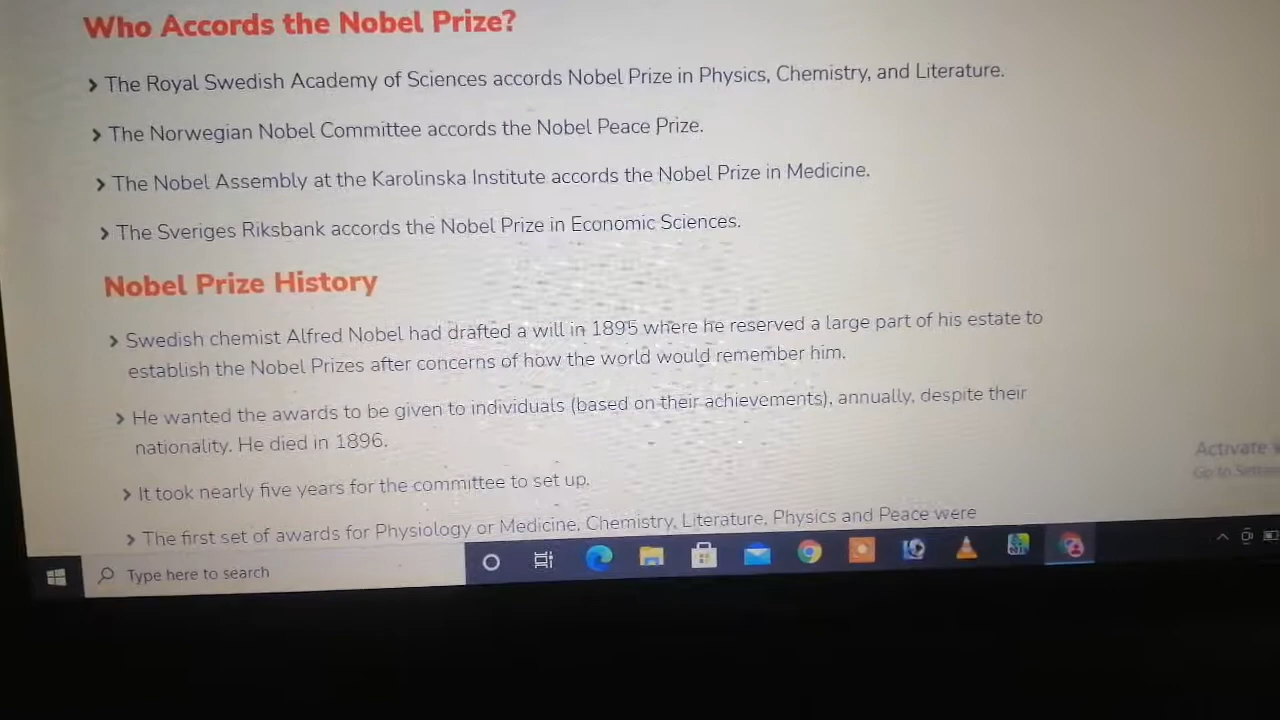 Who Accords the Nobel Prize?
› The Royal Swedish Academy of Sciences accords Nobel Prize in Physics, Chemistry, and Literature.
› The Norwegian Nobel Committee accords the Nobel Peace Prize.
› The Nobel Assembly at the Karolinska Institute accords the Nobel Prize in Medicine.
› The Sveriges Riksbank accords the Nobel Prize in Economic Sciences.
Nobel Prize History
› Swedish chemist Alfred Nobel had drafted a will in 1895 where he reserved a large part of his estate to
establish the Nobel Prizes after concerns of how the world would remember him.
› He wanted the awards to be given to individuals (based on their achievements), annually, despite their
nationality. He died in 1896.
› It took nearly five years for the committee to set up.
› The first set of awards for Physiology or Medicine, Chemistry, Literature, Physics and Peace were
Activate
Go to
Type here to search